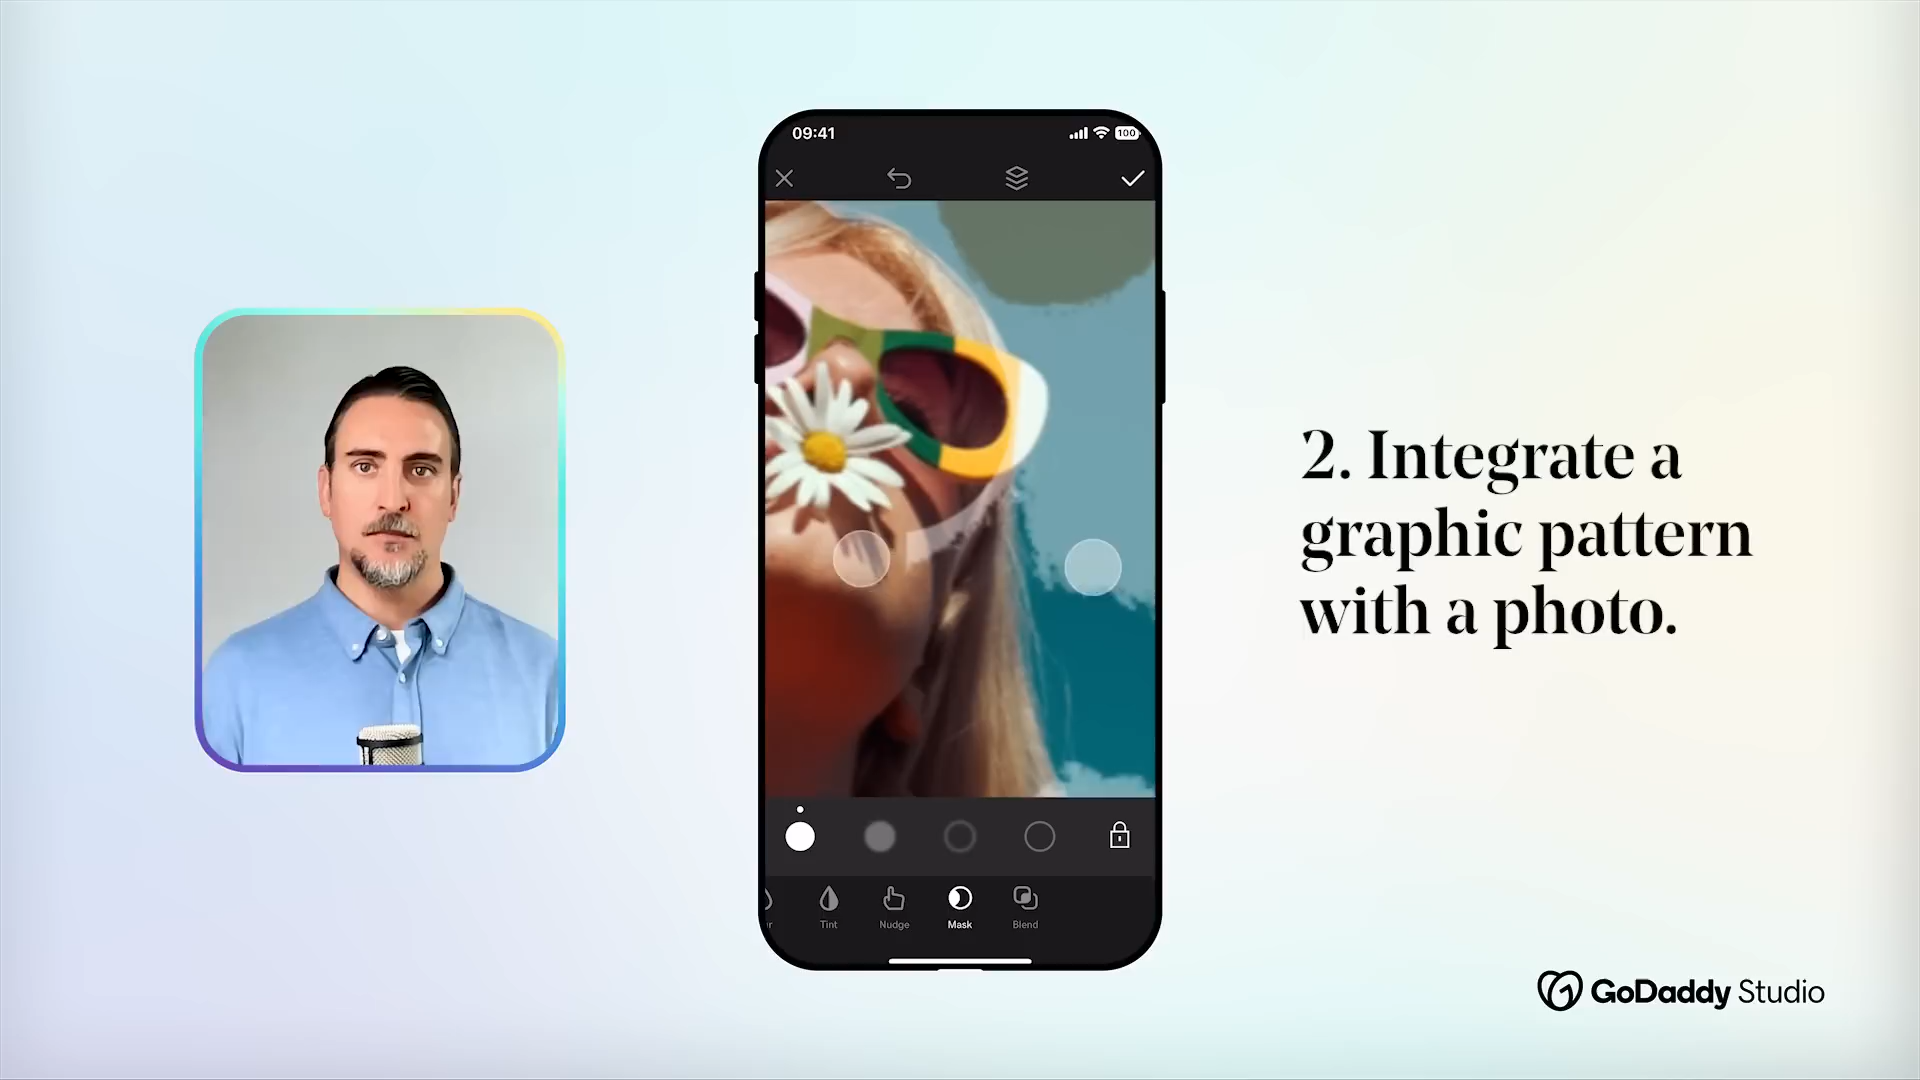 09:41
100
2. Integrate a
graphic pattern
with a photo.
Tint
Nudge
Mask
Blend
GoDaddy Studio